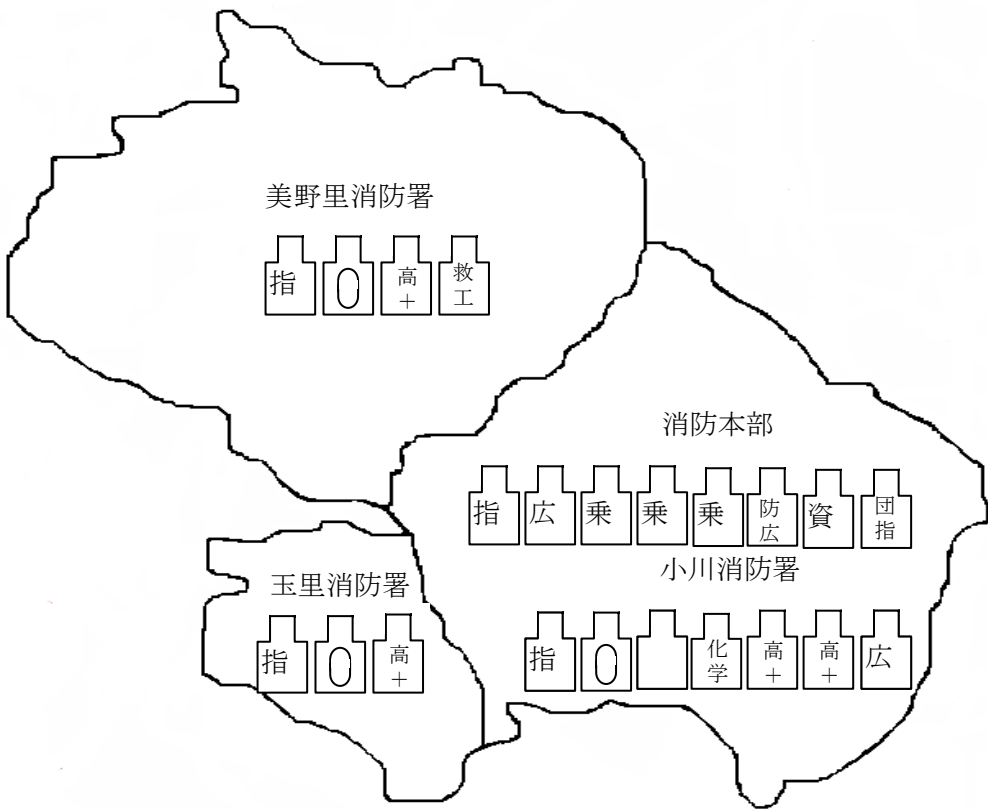 美野里消防署
指 高+ 救工
消防本部
指 広 乗 乗 乗 防広 資 団指
小川消防署
指 化学 高+ 高+ 広
玉里消防署
指 高+